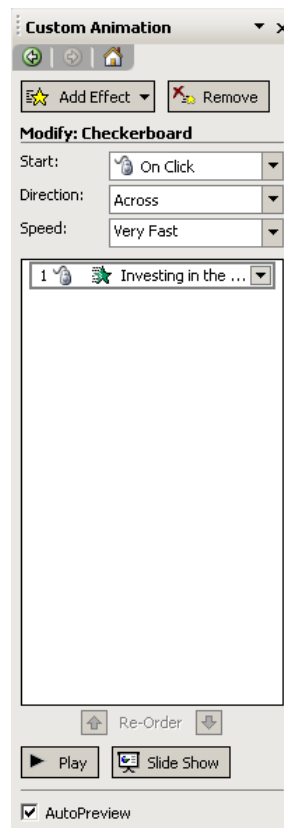 Custom Animation
Add Effect Remove
Modify: Checkerboard
Start: On Click
Direction: Across
Speed: Very Fast
1 Investing in the ...
Re-Order
Play Slide Show
AutoPreview